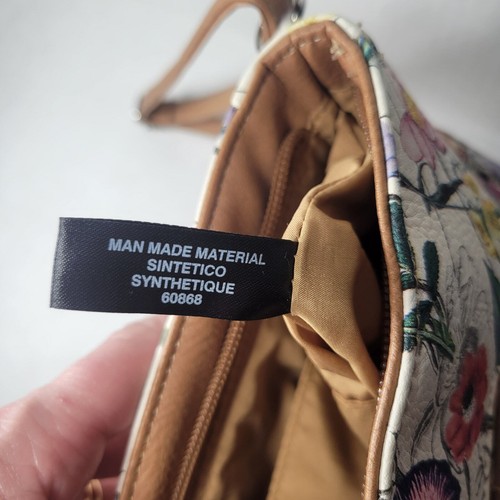 MAN MADE MATERIAL
SINTETICO
SYNTHETIQUE
60868